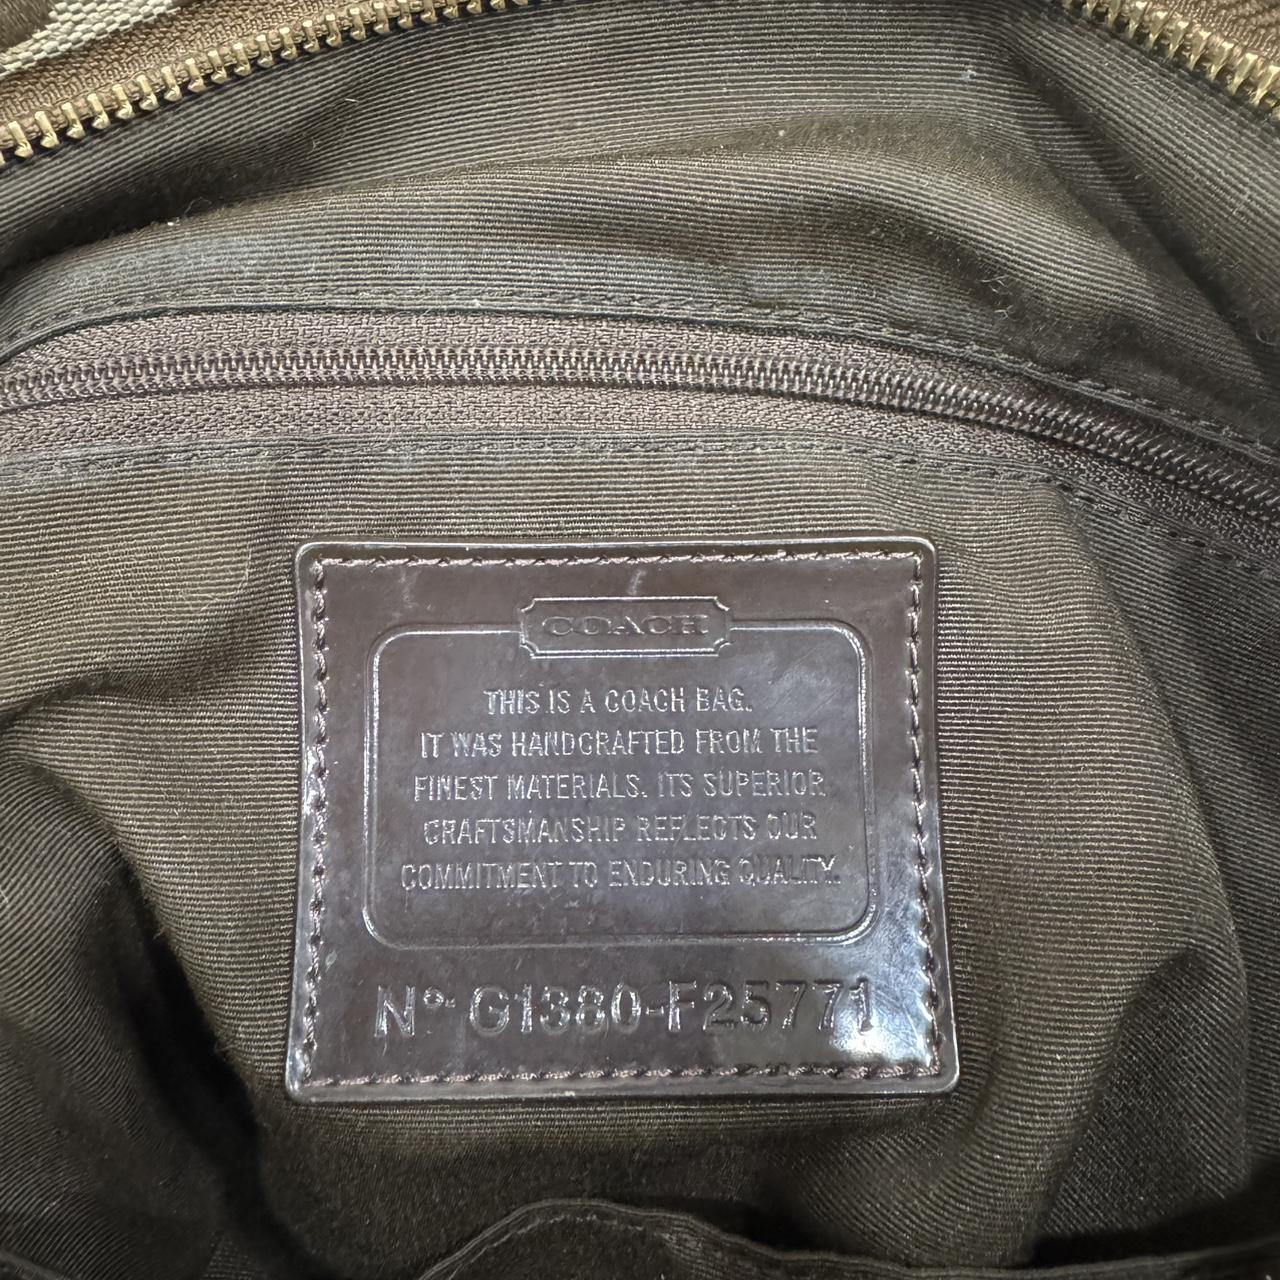 COACH
THIS IS A COACH BAG.
IT WAS HANDCRAFTED FROM THE
FINEST MATERIALS. ITS SUPERIOR
CRAFTSMANSHIP REFLECTS OUR
COMMITMENT TO ENDURING QUALITY.
Nº G1380-F25771